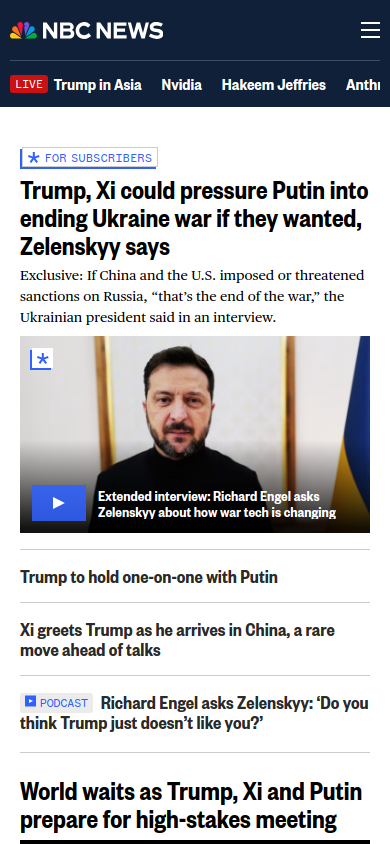 NBC NEWS
LIVE Trump in Asia Nvidia Hakeem Jeffries
FOR SUBSCRIBERS
Trump, Xi could pressure Putin into
ending Ukraine war if they wanted,
Zelenskyy says
Exclusive: If China and the U.S. imposed or threatened
sanctions on Russia, “that’s the end of the war,” the
Ukrainian president said in an interview.
Extended interview: Richard Engel asks
Zelenskyy about how war tech is changing
Trump to hold one-on-one with Putin
Xi greets Trump as he arrives in China, a rare
move ahead of talks
PODCAST Richard Engel asks Zelenskyy: ‘Do you
think Trump just doesn’t like you?’
World waits as Trump, Xi and Putin
prepare for high-stakes meeting